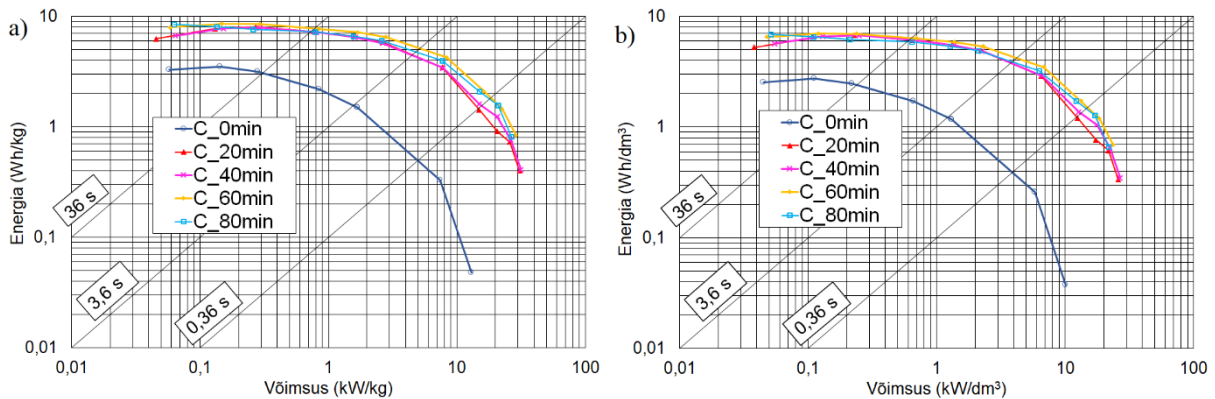 a)
10
1
0,1
0,01
Energia (Wh/kg)
36 s
3,6 s
0,36 s
C_0min
C_20min
C_40min
C_60min
C_80min
0,01
0,1
1
10
100
Võimsus (kW/kg)
b)
10
1
0,1
0,01
Energia (Wh/dm³)
36 s
3,6 s
0,36 s
C_0min
C_20min
C_40min
C_60min
C_80min
0,01
0,1
1
10
100
Võimsus (kW/dm³)